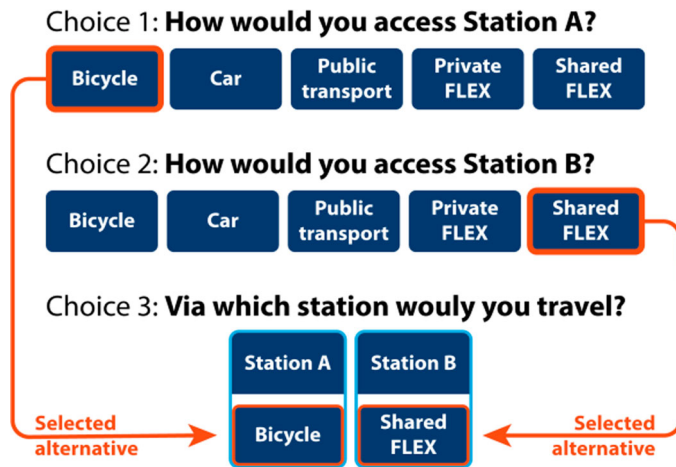 Choice 1: How would you access Station A?
Bicycle
Car
Public
transport
Private
FLEX
Shared
FLEX
Choice 2: How would you access Station B?
Bicycle
Car
Public
transport
Private
FLEX
Shared
FLEX
Choice 3: Via which station wouly you travel?
Station A
Station B
Selected
alternative
Bicycle
Shared
FLEX
Selected
alternative